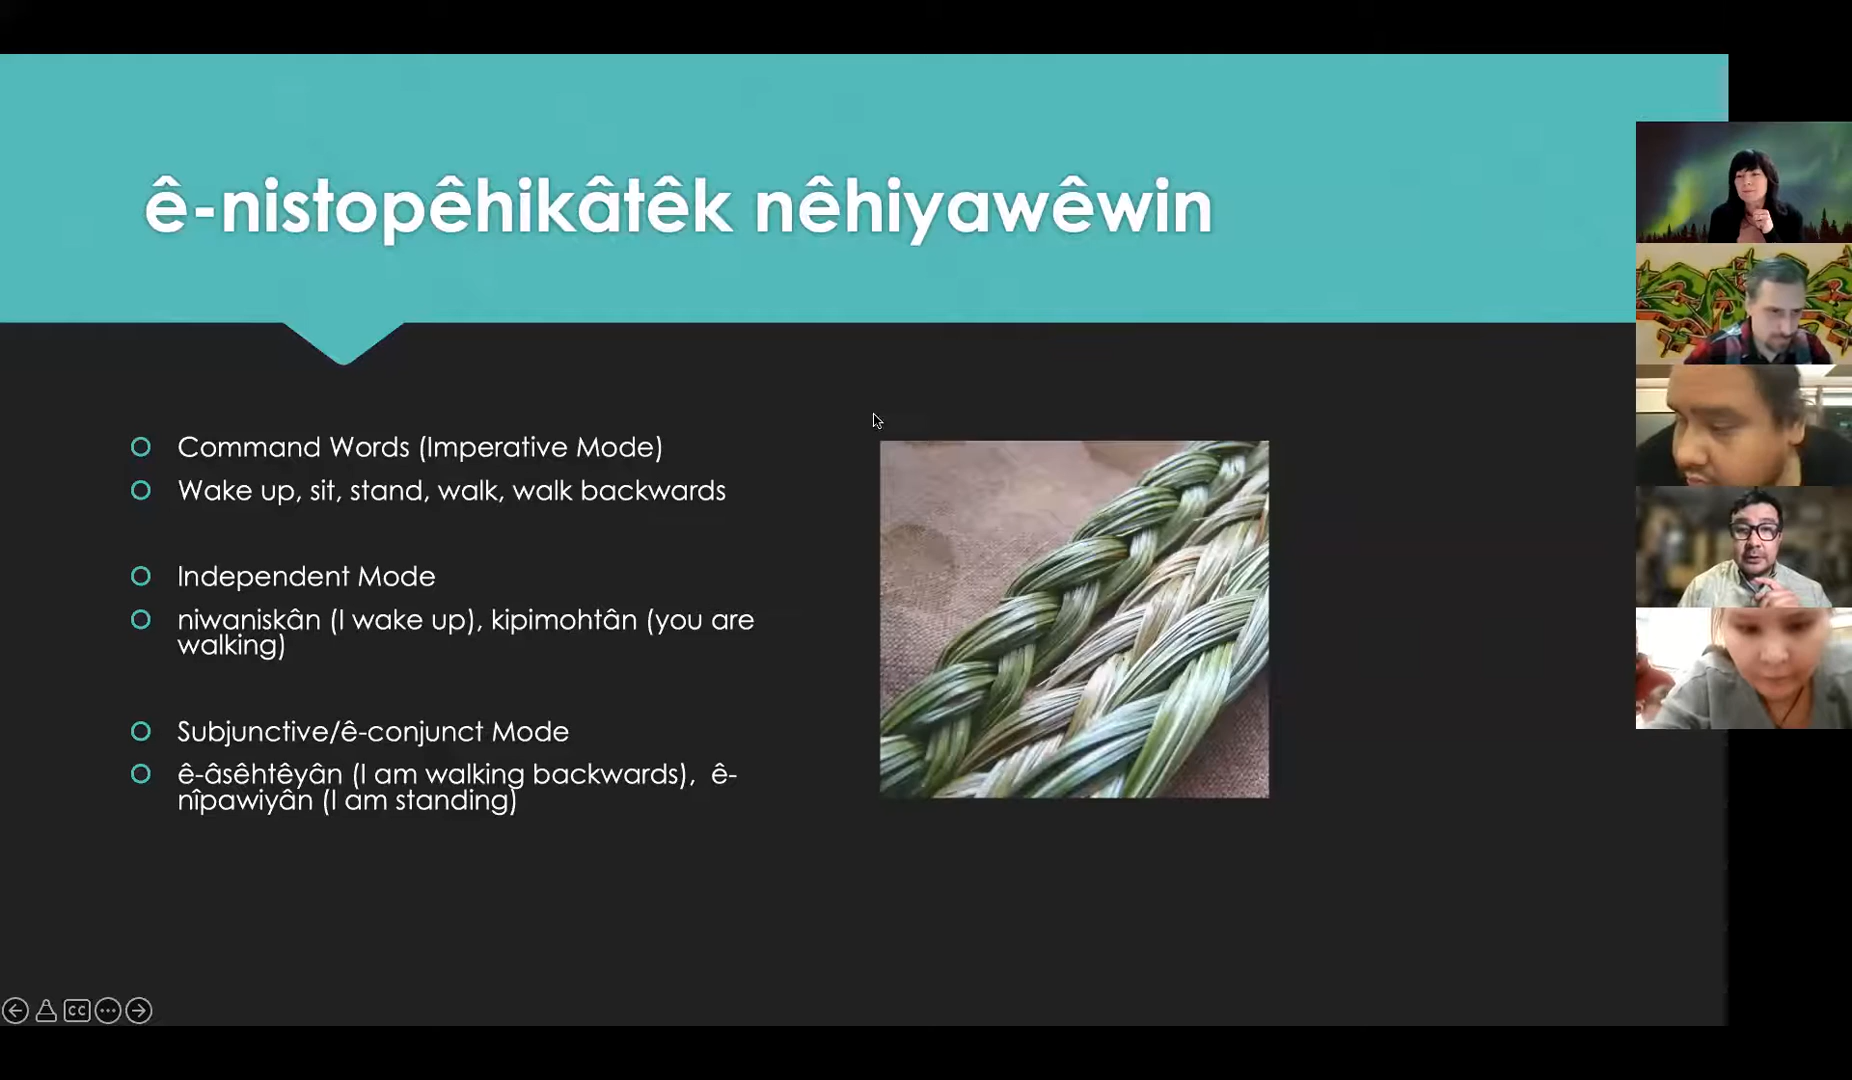 ê-nistopêhikâtêk nêhiyawêwin
Command Words (Imperative Mode)
Wake up, sit, stand, walk, walk backwards
Independent Mode
niwaniskân (I wake up), kipimohtân (you are
walking)
Subjunctive/ê-conjunct Mode
ê-âsêhtêyân (I am walking backwards),  ê-
nîpawiyân (I am standing)
CC